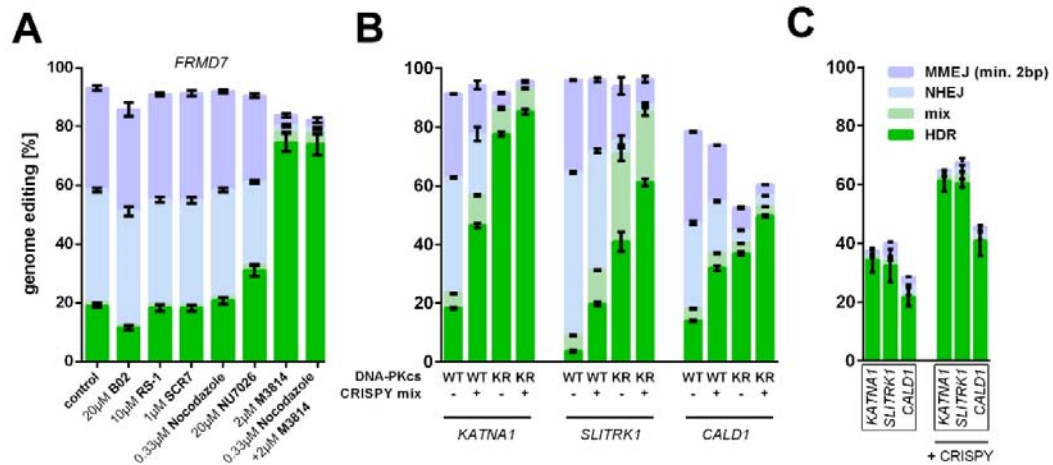 A
B
C
FRMD7
genome editing [%]
100
80
60
40
20
0
control
20µM B02
10µM RS-1
1µM SCR7
0.33µM Nocodazole
20µM NU7026
2µM M3814
0.33µM Nocodazole
+2µM M3814
100
80
60
40
20
0
DNA-PKcs WT WT KR KR WT WT KR KR WT WT KR KR
CRISPY mix - + - + - + - + - + - +
KATNA1 SLITRK1 CALD1
100
80
60
40
20
0
MMEJ (min. 2bp)
NHEJ
mix
HDR
KATNA1
SLITRK1
CALD1
KATNA1
SLITRK1
CALD1
+ CRISPY